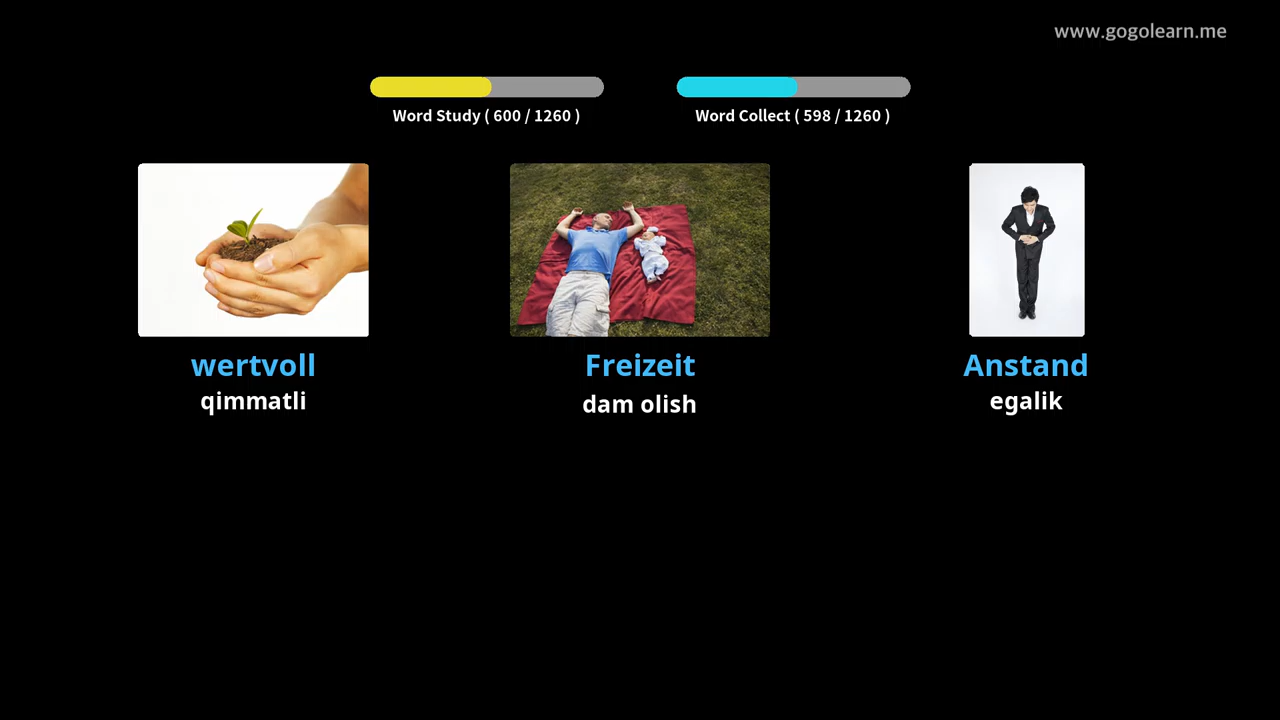 www.gogolearn.me
Word Study ( 600 / 1260 )
Word Collect ( 598 / 1260 )
wertvoll
qimmatli
Freizeit
dam olish
Anstand
egalik